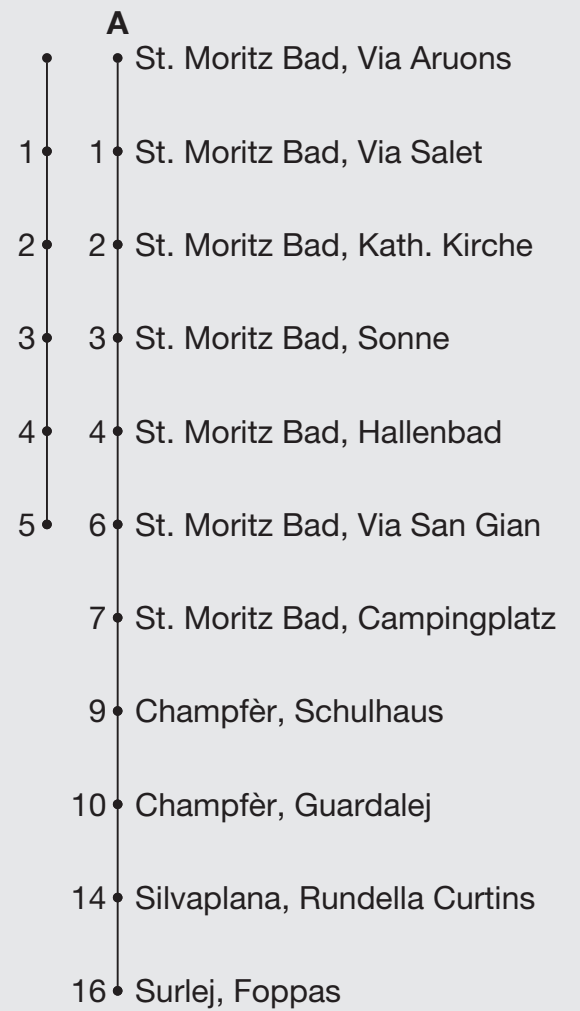 A
St. Moritz Bad, Via Aruons
1 1 St. Moritz Bad, Via Salet
2 2 St. Moritz Bad, Kath. Kirche
3 3 St. Moritz Bad, Sonne
4 4 St. Moritz Bad, Hallenbad
5 6 St. Moritz Bad, Via San Gian
7 St. Moritz Bad, Campingplatz
9 Champfèr, Schulhaus
10 Champfèr, Guardalej
14 Silvaplana, Rundella Curtins
16 Surlej, Foppas